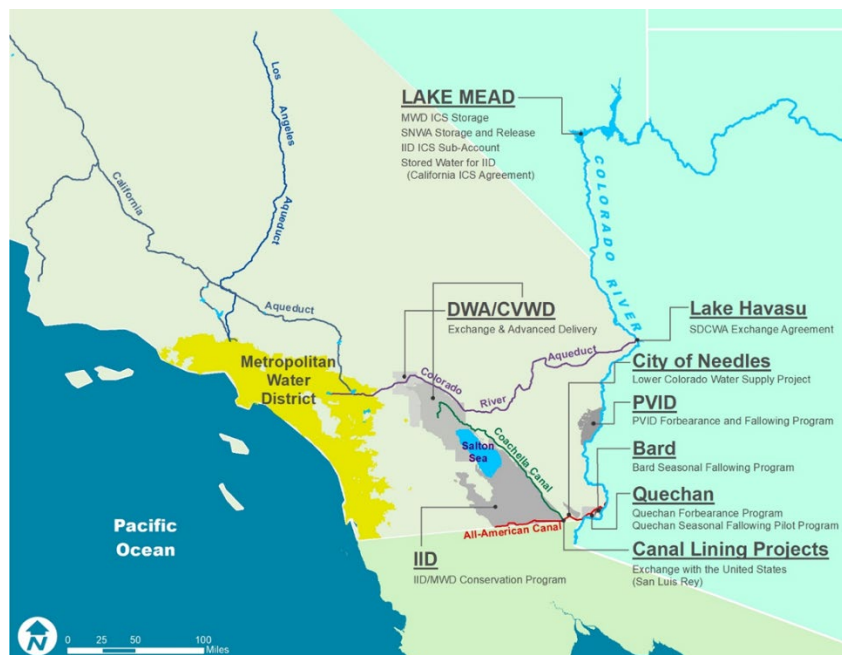 Los
Angeles
Aqueduct
California
Aqueduct
LAKE MEAD
MWD ICS Storage
SNWA Storage and Release
IID ICS Sub-Account
Stored Water for IID
(California ICS Agreement)
COLORADO RIVER
DWA/CVWD
Exchange & Advanced Delivery
Lake Havasu
SDCWA Exchange Agreement
Metropolitan
Water
District
Colorado
River
Aqueduct
City of Needles
Lower Colorado Water Supply Project
PVID
PVID Forbearance and Fallowing Program
Coachella Canal
Salton
Sea
Bard
Bard Seasonal Fallowing Program
Quechan
Quechan Forbearance Program
Quechan Seasonal Fallowing Pilot Program
Pacific
Ocean
All-American Canal
IID
IID/MWD Conservation Program
Canal Lining Projects
Exchange with the United States
(San Luis Rey)
N
0 25 50 100
Miles